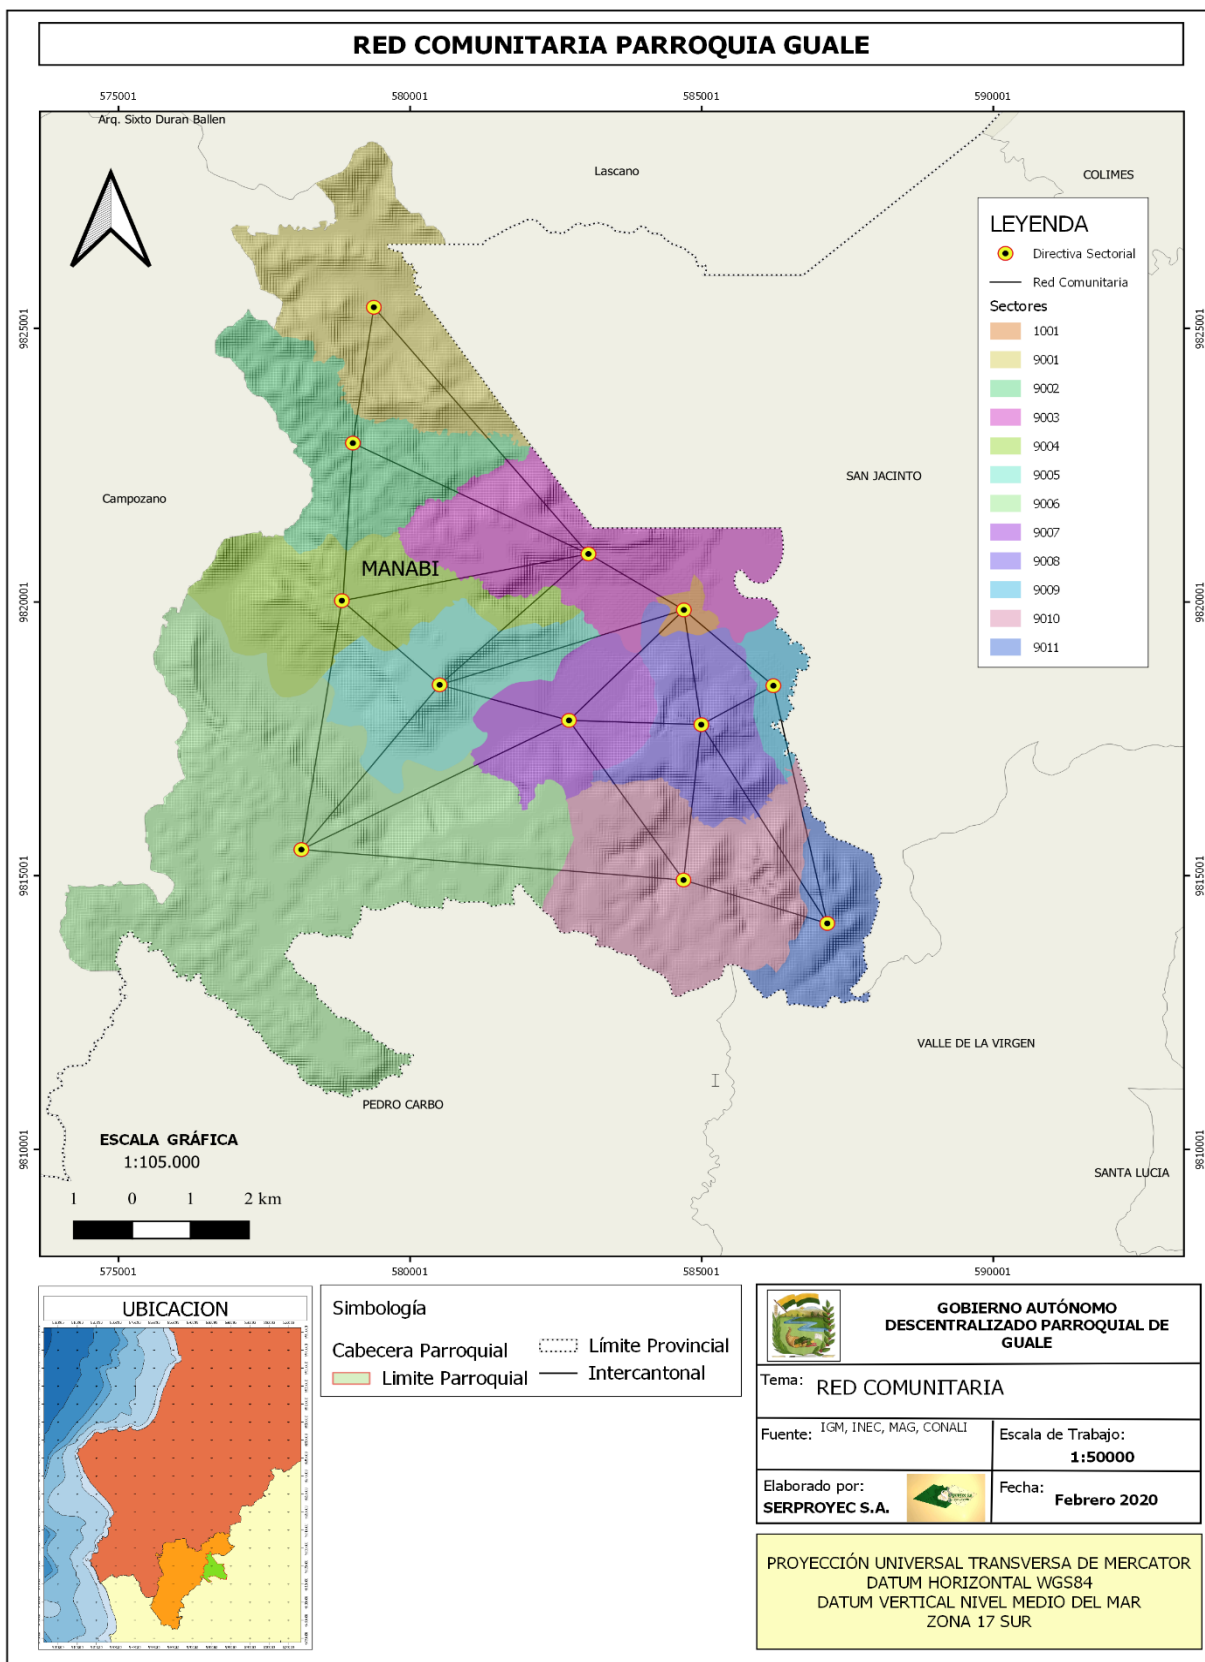 RED COMUNITARIA PARROQUIA GUALE
575001 580001 585001 590001
Arq. Sixto Duran Ballen
Lascano
COLIMES
LEYENDA
Directiva Sectorial
Red Comunitaria
Sectores
1001
9001
9002
9003
9004
9005
9006
9007
9008
9009
9010
9011
9825001 9825001
SAN JACINTO
Campozano
MANABI
9820001 9820001
9815001 9815001
VALLE DE LA VIRGEN
I
PEDRO CARBO
9810001 9810001
SANTA LUCIA
ESCALA GRÁFICA
1:105.000
1 0 1 2 km
575001 580001 585001 590001
UBICACION
Simbología
Cabecera Parroquial
Limite Parroquial
Límite Provincial
Intercantonal
GOBIERNO AUTÓNOMO
DESCENTRALIZADO PARROQUIAL DE
GUALE
Tema: RED COMUNITARIA
Fuente: IGM, INEC, MAG, CONALI
Escala de Trabajo:
1:50000
Elaborado por:
SERPROYEC S.A.
Fecha: Febrero 2020
PROYECCIÓN UNIVERSAL TRANSVERSA DE MERCATOR
DATUM HORIZONTAL WGS84
DATUM VERTICAL NIVEL MEDIO DEL MAR
ZONA 17 SUR